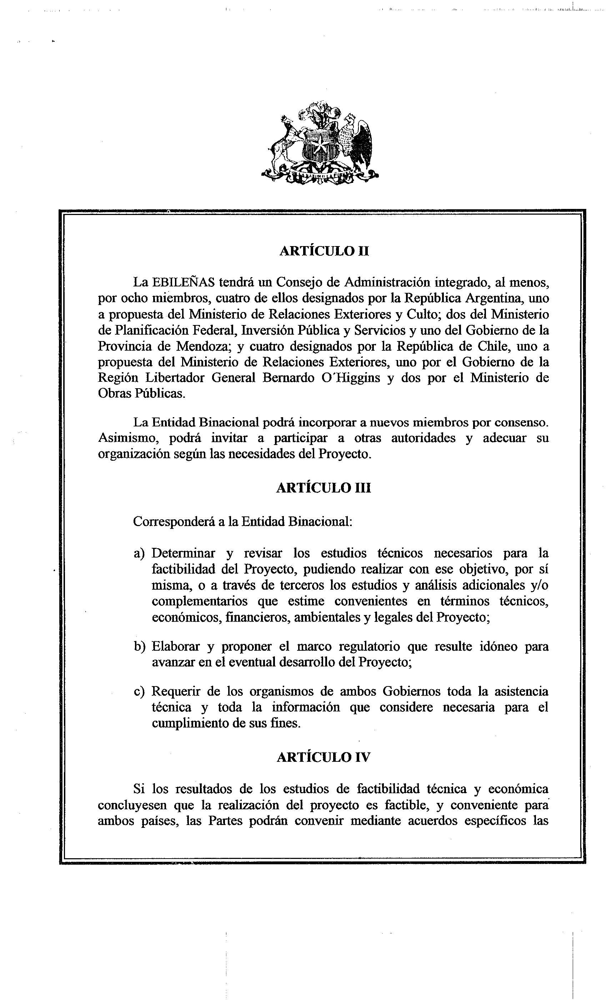 ARTÍCULO II
La EBILEÑAS tendrá un Consejo de Administración integrado, al menos,
por ocho miembros, cuatro de ellos designados por la República Argentina, uno
a propuesta del Ministerio de Relaciones Exteriores y Culto; dos del Ministerio
de Planificación Federal, Inversión Pública y Servicios y uno del Gobierno de la
Provincia de Mendoza; y cuatro designados por la República de Chile, uno a
propuesta del Ministerio de Relaciones Exteriores, uno por el Gobierno de la
Región Libertador General Bernardo O'Higgins y dos por el Ministerio de
Obras Públicas.
La Entidad Binacional podrá incorporar a nuevos miembros por consenso.
Asimismo, podrá invitar a participar a otras autoridades y adecuar su
organización según las necesidades del Proyecto.
ARTÍCULO III
Corresponderá a la Entidad Binacional:
a) Determinar y revisar los estudios técnicos necesarios para la
factibilidad del Proyecto, pudiendo realizar con ese objetivo, por sí
misma, o a través de terceros los estudios y análisis adicionales y/o
complementarios que estime convenientes en términos técnicos,
económicos, financieros, ambientales y legales del Proyecto;
b) Elaborar y proponer el marco regulatorio que resulte idóneo para
avanzar en el eventual desarrollo del Proyecto;
c) Requerir de los organismos de ambos Gobiernos toda la asistencia
técnica y toda la información que considere necesaria para el
cumplimiento de sus fines.
ARTÍCULO IV
Si los resultados de los estudios de factibilidad técnica y económica
concluyesen que la realización del proyecto es factible, y conveniente para
ambos países, las Partes podrán convenir mediante acuerdos específicos las